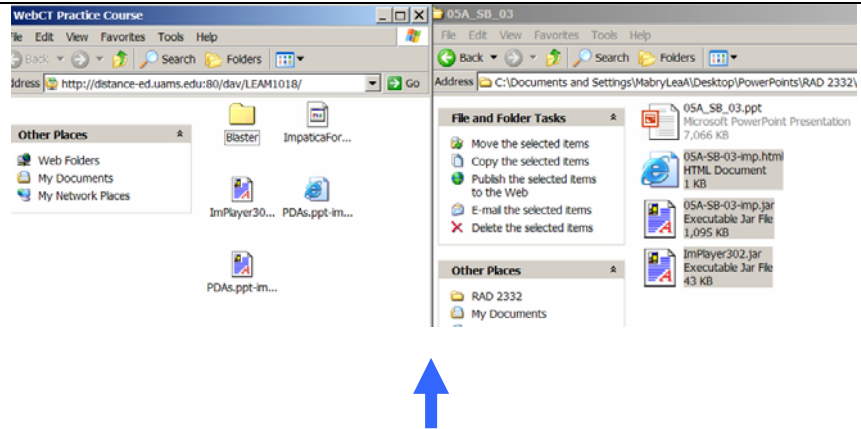 WebCT Practice Course
File Edit View Favorites Tools Help
Back Search Folders
Address http://distance-ed.uams.edu:80/dav/LEAM1018/ Go
Other Places
Web Folders
My Documents
My Network Places
Blaster
ImpaticaFor...
ImPlayer30...
PDAs.ppt-im...
PDAs.ppt-im...
05A_SB_03
File Edit View Favorites Tools Help
Back Search Folders
Address C:\Documents and Settings\MabryLeaA\Desktop\PowerPoints\RAD 2332\
File and Folder Tasks
Move the selected items
Copy the selected items
Publish the selected items
to the Web
E-mail the selected items
Delete the selected items
Other Places
RAD 2332
My Documents
05A_SB_03.ppt
Microsoft PowerPoint Presentation
7,066 KB
05A-SB-03-imp.html
HTML Document
1 KB
05A-SB-03-imp.jar
Executable Jar File
1,095 KB
ImPlayer302.jar
Executable Jar File
43 KB